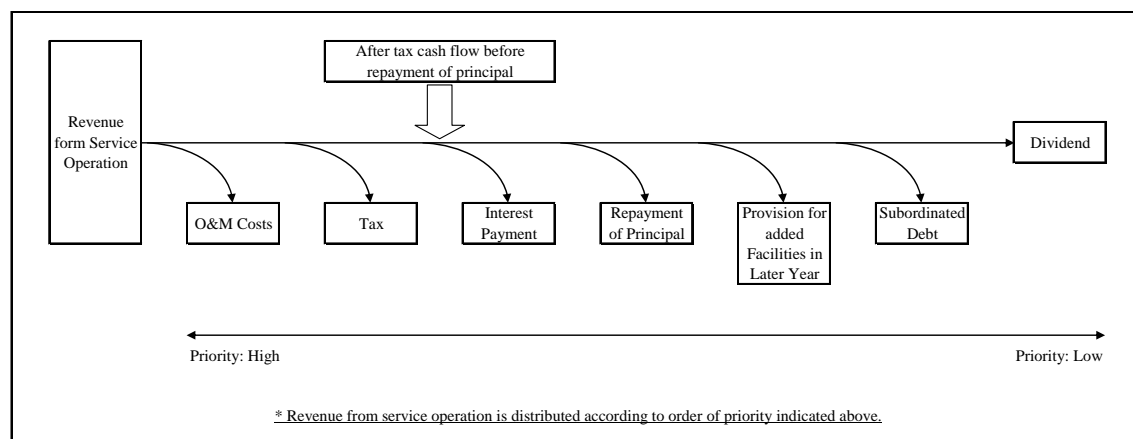 After tax cash flow before
repayment of principal
Revenue
form Service
Operation
Dividend
O&M Costs
Tax
Interest
Payment
Repayment
of Principal
Provision for
added
Facilities in
Later Year
Subordinated
Debt
Priority: High
Priority: Low
* Revenue from service operation is distributed according to order of priority indicated above.